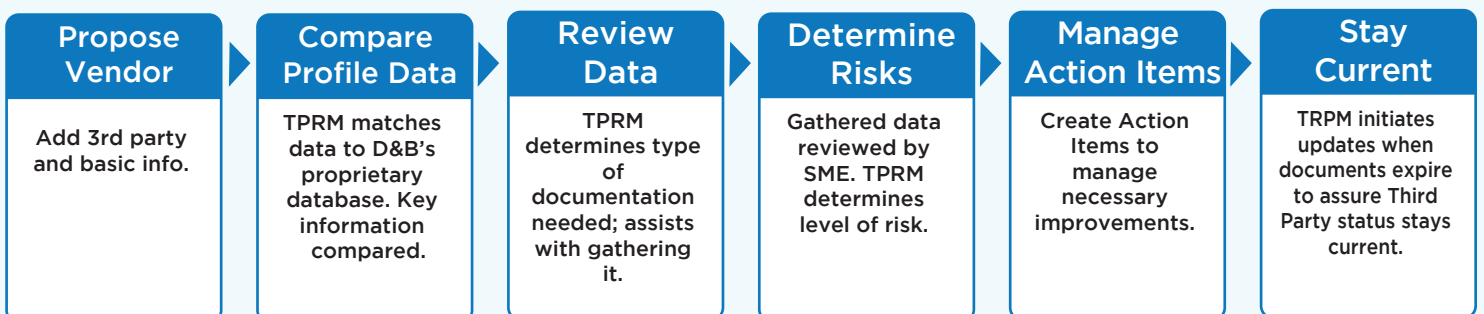 Propose
Vendor
Add 3rd party
and basic info.
Compare
Profile Data
TPRM matches
data to D&B’s
proprietary
database. Key
information
compared.
Review
Data
TPRM
determines type
of
documentation
needed; assists
with gathering
it.
Determine
Risks
Gathered data
reviewed by
SME. TPRM
determines
level of risk.
Manage
Action Items
Create Action
Items to
manage
necessary
improvements.
Stay
Current
TRPM initiates
updates when
documents expire
to assure Third
Party status stays
current.